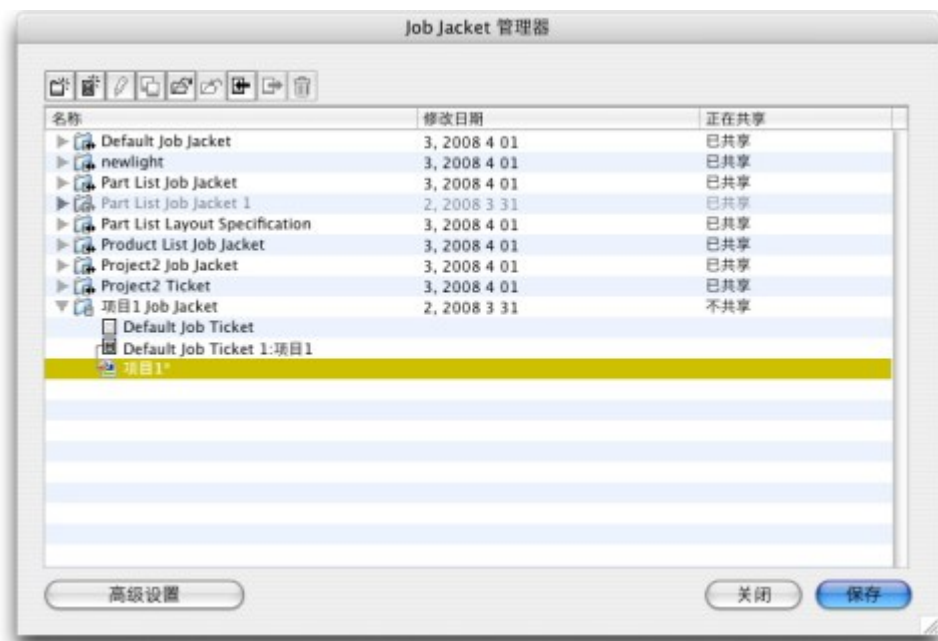 Job Jacket 管理器
名称 修改日期 正在共享
Default Job Jacket 3, 2008 4 01 已共享
newlight 3, 2008 4 01 已共享
Part List Job Jacket 3, 2008 4 01 已共享
Part List Job Jacket 1 2, 2008 3 31 已共享
Part List Layout Specification 3, 2008 4 01 已共享
Product List Job Jacket 3, 2008 4 01 已共享
Project2 Job Jacket 3, 2008 4 01 已共享
Project2 Ticket 3, 2008 4 01 已共享
项目1 Job Jacket 2, 2008 3 31 不共享
Default Job Ticket
Default Job Ticket 1:项目1
项目1*
高级设置 关闭 保存